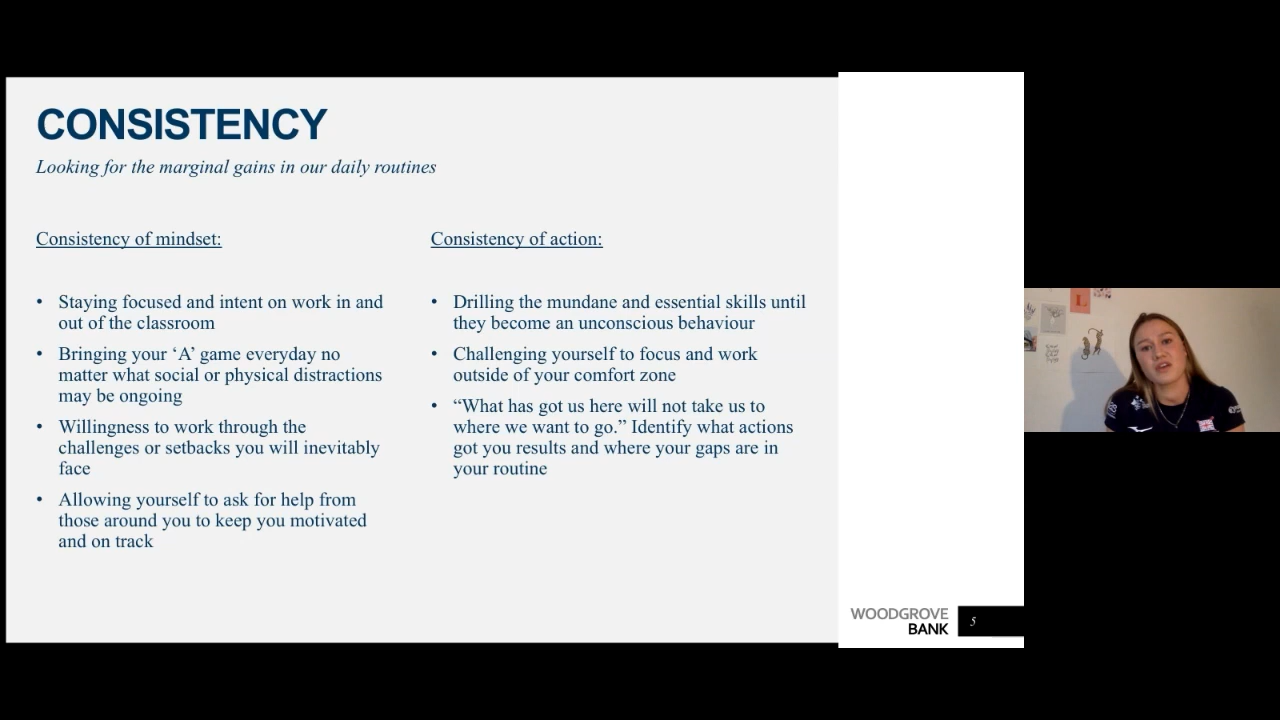 CONSISTENCY
Looking for the marginal gains in our daily routines
Consistency of mindset:
• Staying focused and intent on work in and
out of the classroom
• Bringing your ‘A’ game everyday no
matter what social or physical distractions
may be ongoing
• Willingness to work through the
challenges or setbacks you will inevitably
face
• Allowing yourself to ask for help from
those around you to keep you motivated
and on track
Consistency of action:
• Drilling the mundane and essential skills until
they become an unconscious behaviour
• Challenging yourself to focus and work
outside of your comfort zone
• “What has got us here will not take us to
where we want to go.” Identify what actions
got you results and where your gaps are in
your routine
WOODGROVE
BANK
5
L